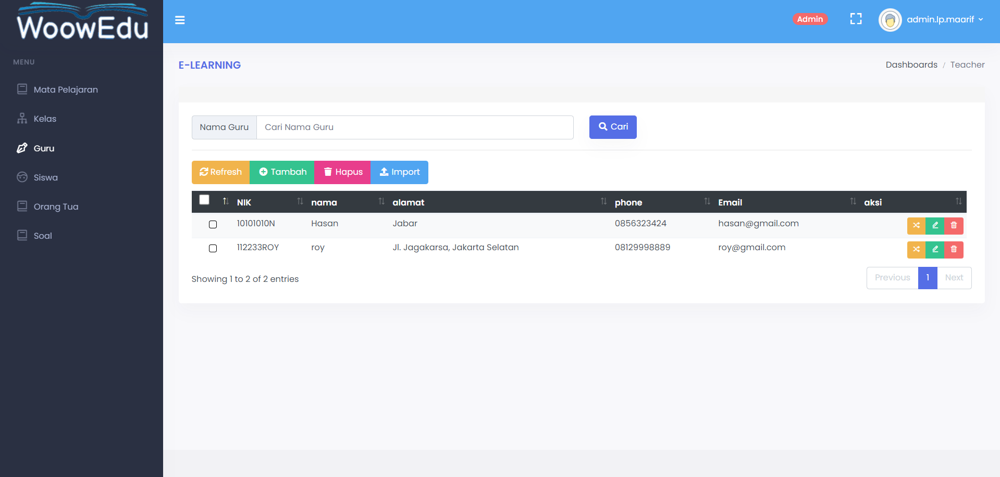 WoowEdu
Admin
admin.lp.maarif
MENU
Mata Pelajaran
Kelas
Guru
Siswa
Orang Tua
Soal
E-LEARNING
Dashboards / Teacher
Nama Guru Cari Nama Guru Cari
Refresh Tambah Hapus Import
NIK nama alamat phone Email aksi
10101010N Hasan Jabar 0856323424 hasan@gmail.com
112233ROY roy Jl. Jagakarsa, Jakarta Selatan 08129998889 roy@gmail.com
Showing 1 to 2 of 2 entries
Previous 1 Next